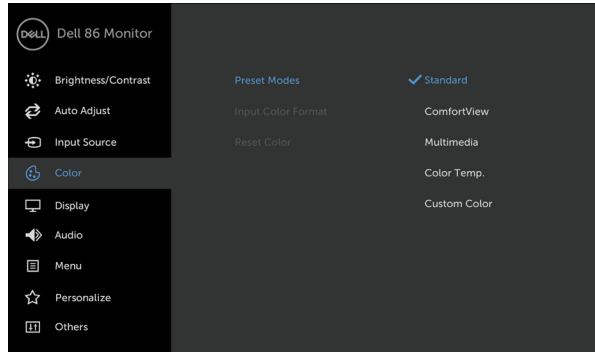 DELL Dell 86 Monitor
Brightness/Contrast
Auto Adjust
Input Source
Color
Display
Audio
Menu
Personalize
Others
Preset Modes
Input Color Format
Reset Color
Standard
ComfortView
Multimedia
Color Temp.
Custom Color